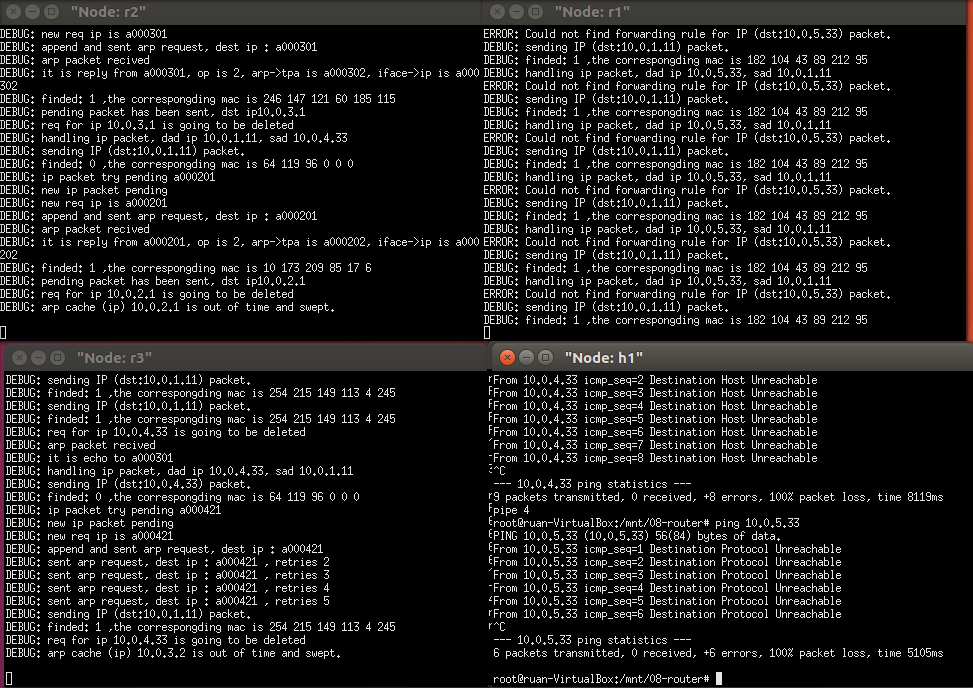 "Node: r2"
DEBUG: new req ip is a000301
DEBUG: append and sent arp request, dest ip : a000301
DEBUG: arp packet recived
DEBUG: it is reply from a000301, op is 2, arp->tpa is a000302, iface->ip is a000
302
DEBUG: finded: 1 ,the correspongding mac is 246 147 121 60 185 115
DEBUG: pending packet has been sent, dst ip10.0.3.1
DEBUG: req for ip 10.0.3.1 is going to be deleted
DEBUG: handling ip packet, dad ip 10.0.1.11, sad 10.0.4.33
DEBUG: sending IP (dst:10.0.1.11) packet.
DEBUG: finded: 0 ,the correspongding mac is 64 119 96 0 0 0
DEBUG: ip packet try pending a000201
DEBUG: new ip packet pending
DEBUG: new req ip is a000201
DEBUG: append and sent arp request, dest ip : a000201
DEBUG: arp packet recived
DEBUG: it is reply from a000201, op is 2, arp->tpa is a000202, iface->ip is a000
202
DEBUG: finded: 1 ,the correspongding mac is 10 173 209 85 17 6
DEBUG: pending packet has been sent, dst ip10.0.2.1
DEBUG: req for ip 10.0.2.1 is going to be deleted
DEBUG: arp cache (ip) 10.0.2.1 is out of time and swept.
"Node: r1"
ERROR: Could not find forwarding rule for IP (dst:10.0.5.33) packet.
DEBUG: sending IP (dst:10.0.1.11) packet.
DEBUG: finded: 1 ,the correspongding mac is 182 104 43 89 212 95
DEBUG: handling ip packet, dad ip 10.0.5.33, sad 10.0.1.11
ERROR: Could not find forwarding rule for IP (dst:10.0.5.33) packet.
DEBUG: sending IP (dst:10.0.1.11) packet.
DEBUG: finded: 1 ,the correspongding mac is 182 104 43 89 212 95
DEBUG: handling ip packet, dad ip 10.0.5.33, sad 10.0.1.11
ERROR: Could not find forwarding rule for IP (dst:10.0.5.33) packet.
DEBUG: sending IP (dst:10.0.1.11) packet.
DEBUG: finded: 1 ,the correspongding mac is 182 104 43 89 212 95
DEBUG: handling ip packet, dad ip 10.0.5.33, sad 10.0.1.11
ERROR: Could not find forwarding rule for IP (dst:10.0.5.33) packet.
DEBUG: sending IP (dst:10.0.1.11) packet.
DEBUG: finded: 1 ,the correspongding mac is 182 104 43 89 212 95
DEBUG: handling ip packet, dad ip 10.0.5.33, sad 10.0.1.11
ERROR: Could not find forwarding rule for IP (dst:10.0.5.33) packet.
DEBUG: sending IP (dst:10.0.1.11) packet.
DEBUG: finded: 1 ,the correspongding mac is 182 104 43 89 212 95
DEBUG: handling ip packet, dad ip 10.0.5.33, sad 10.0.1.11
ERROR: Could not find forwarding rule for IP (dst:10.0.5.33) packet.
DEBUG: sending IP (dst:10.0.1.11) packet.
DEBUG: finded: 1 ,the correspongding mac is 182 104 43 89 212 95
"Node: r3"
DEBUG: sending IP (dst:10.0.1.11) packet.
DEBUG: finded: 1 ,the correspongding mac is 254 215 149 113 4 245
DEBUG: sending IP (dst:10.0.1.11) packet.
DEBUG: finded: 1 ,the correspongding mac is 254 215 149 113 4 245
DEBUG: req for ip 10.0.4.33 is going to be deleted
DEBUG: arp packet recived
DEBUG: it is echo to a000301
DEBUG: handling ip packet, dad ip 10.0.4.33, sad 10.0.1.11
DEBUG: sending IP (dst:10.0.4.33) packet.
DEBUG: finded: 0 ,the correspongding mac is 64 119 96 0 0 0
DEBUG: ip packet try pending a000421
DEBUG: new ip packet pending
DEBUG: new req ip is a000421
DEBUG: append and sent arp request, dest ip : a000421
DEBUG: sent arp request, dest ip : a000421 , retries 2
DEBUG: sent arp request, dest ip : a000421 , retries 3
DEBUG: sent arp request, dest ip : a000421 , retries 4
DEBUG: sent arp request, dest ip : a000421 , retries 5
DEBUG: sending IP (dst:10.0.1.11) packet.
DEBUG: finded: 1 ,the correspongding mac is 254 215 149 113 4 245
DEBUG: req for ip 10.0.4.33 is going to be deleted
DEBUG: arp cache (ip) 10.0.3.2 is out of time and swept.
"Node: h1"
From 10.0.4.33 icmp_seq=2 Destination Host Unreachable
From 10.0.4.33 icmp_seq=3 Destination Host Unreachable
From 10.0.4.33 icmp_seq=4 Destination Host Unreachable
From 10.0.4.33 icmp_seq=5 Destination Host Unreachable
From 10.0.4.33 icmp_seq=6 Destination Host Unreachable
From 10.0.4.33 icmp_seq=7 Destination Host Unreachable
From 10.0.4.33 icmp_seq=8 Destination Host Unreachable
^C
--- 10.0.4.33 ping statistics ---
9 packets transmitted, 0 received, +8 errors, 100% packet loss, time 8119ms
pipe 4
root@ruan-VirtualBox:/mnt/08-router# ping 10.0.5.33
PING 10.0.5.33 (10.0.5.33) 56(84) bytes of data.
From 10.0.5.33 icmp_seq=1 Destination Protocol Unreachable
From 10.0.5.33 icmp_seq=2 Destination Protocol Unreachable
From 10.0.5.33 icmp_seq=3 Destination Protocol Unreachable
From 10.0.5.33 icmp_seq=4 Destination Protocol Unreachable
From 10.0.5.33 icmp_seq=5 Destination Protocol Unreachable
From 10.0.5.33 icmp_seq=6 Destination Protocol Unreachable
^C
--- 10.0.5.33 ping statistics ---
6 packets transmitted, 0 received, +6 errors, 100% packet loss, time 5105ms
root@ruan-VirtualBox:/mnt/08-router#